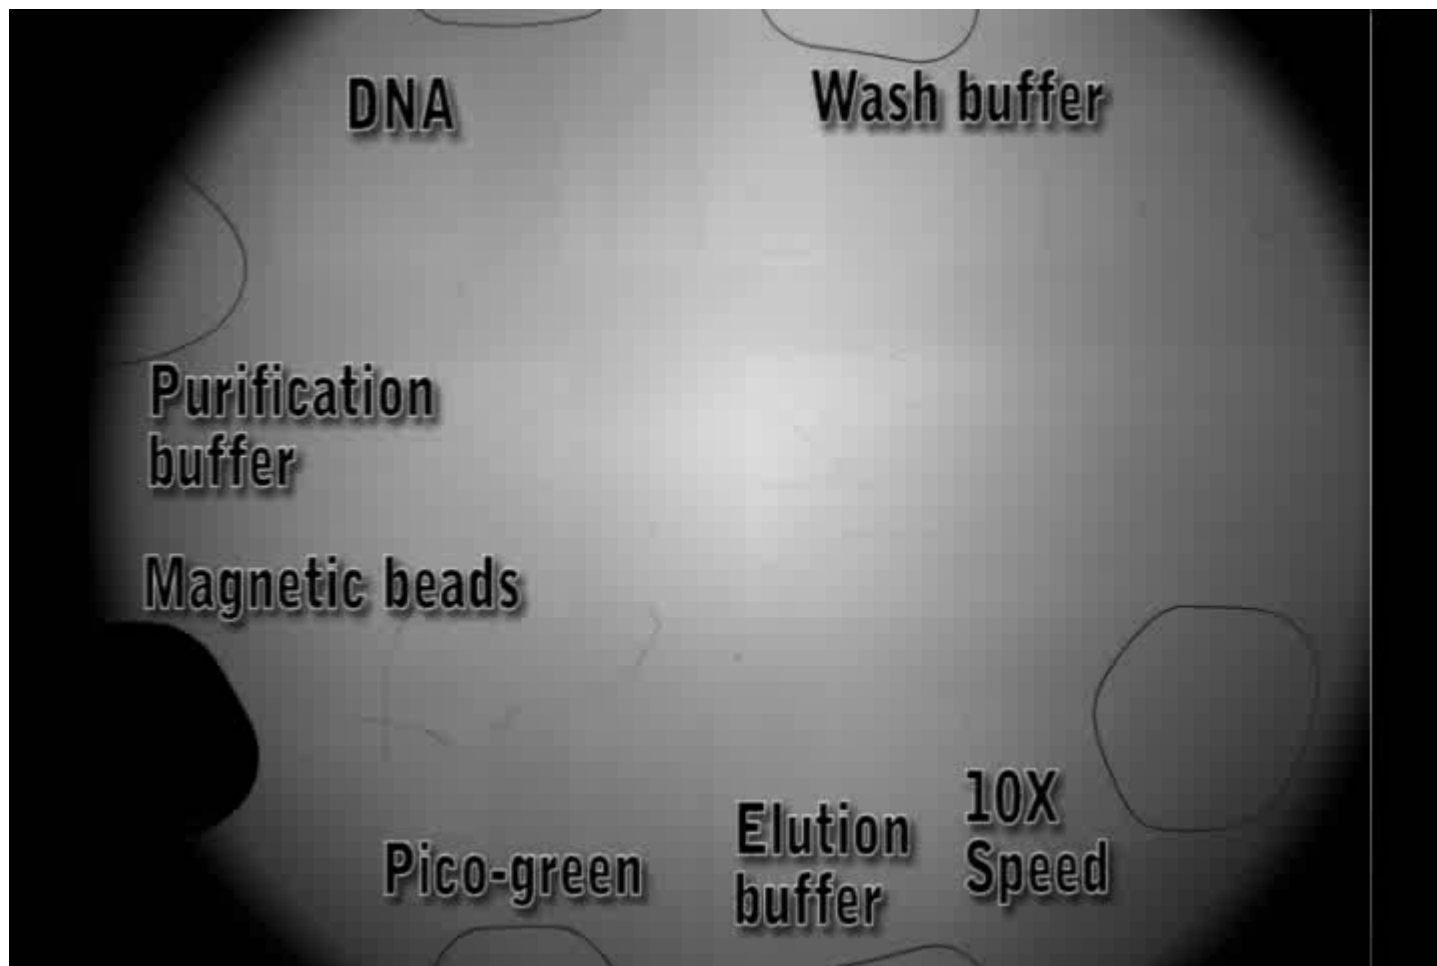 DNA
Wash buffer
Purification
buffer
Magnetic beads
Pico-green
Elution
buffer
10X
Speed